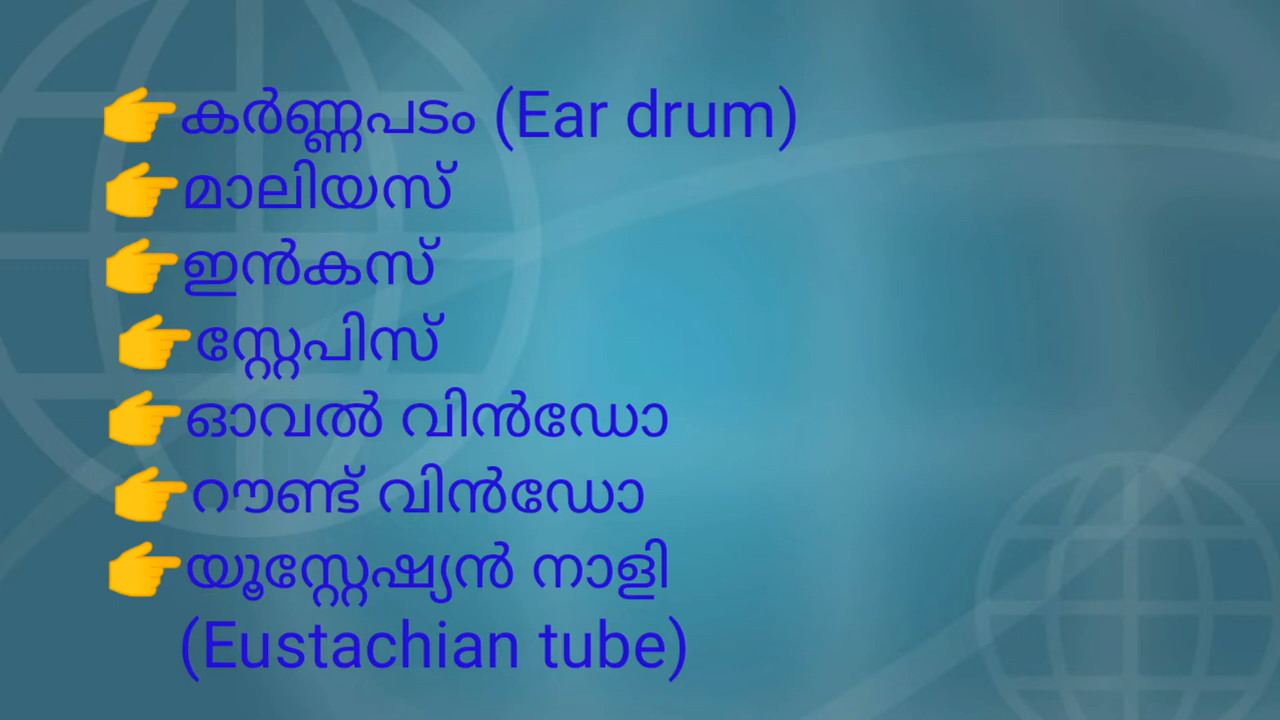 👉കർണ്ണപടം (Ear drum)
👉മാലിയസ്
👉ഇൻകസ്
👉സ്റ്റേപിസ്
👉ഓവൽ വിൻഡോ
👉റൗണ്ട് വിൻഡോ
👉യൂസ്റ്റേഷ്യൻ നാളി
(Eustachian tube)